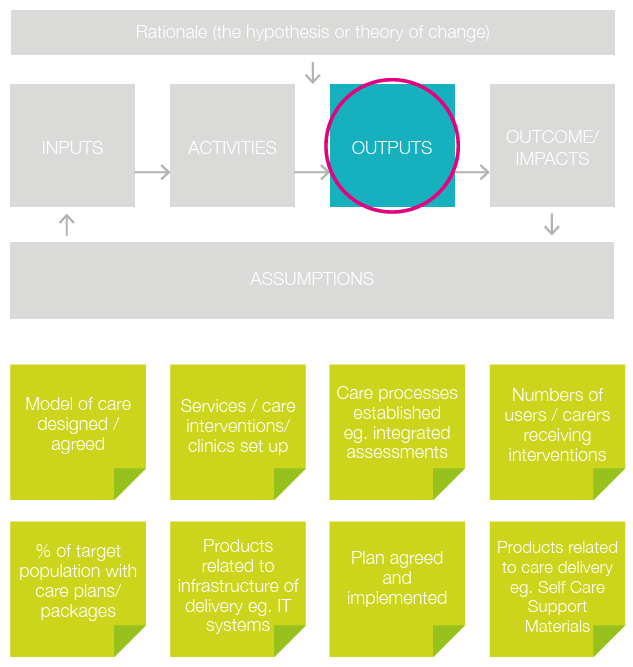 Rationale (the hypothesis or theory of change)
INPUTS
ACTIVITIES
OUTPUTS
OUTCOME/
IMPACTS
ASSUMPTIONS
Model of care
designed /
agreed
Services / care
interventions/
clinics set up
Care processes
established
eg. integrated
assessments
Numbers of
users / carers
receiving
interventions
% of target
population with
care plans/
packages
Products
related to
infrastructure of
delivery eg. IT
systems
Plan agreed
and
implemented
Products related
to care delivery
eg. Self Care
Support
Materials